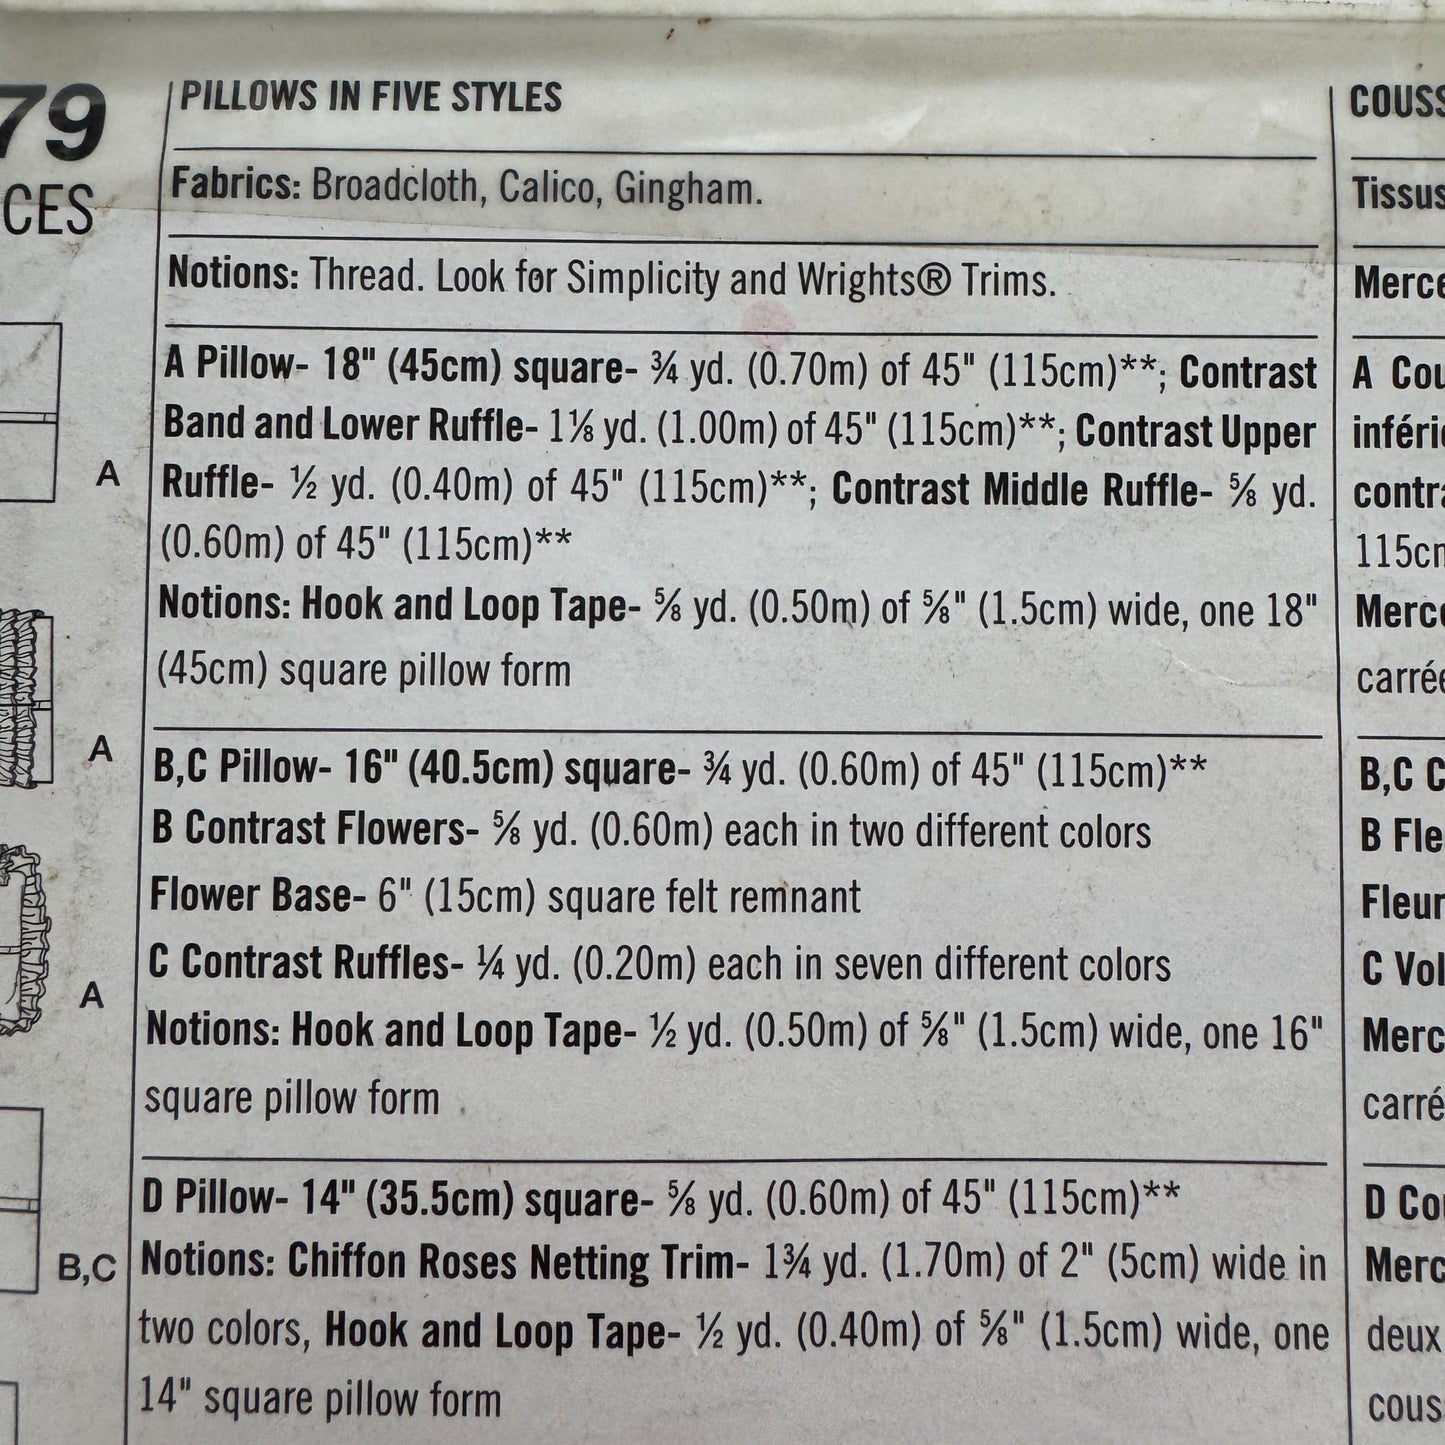 79
CES
A
A
A
B,C
PILLOWS IN FIVE STYLES
Fabrics: Broadcloth, Calico, Gingham.
Notions: Thread. Look for Simplicity and Wrights® Trims.
A Pillow- 18" (45cm) square- ¾ yd. (0.70m) of 45" (115cm)**; Contrast
Band and Lower Ruffle- 1⅛ yd. (1.00m) of 45" (115cm)**; Contrast Upper
Ruffle- ½ yd. (0.40m) of 45" (115cm)**; Contrast Middle Ruffle- ⅝ yd.
(0.60m) of 45" (115cm)**
Notions: Hook and Loop Tape- ⅝ yd. (0.50m) of ⅝" (1.5cm) wide, one 18"
(45cm) square pillow form
B,C Pillow- 16" (40.5cm) square- ¾ yd. (0.60m) of 45" (115cm)**
B Contrast Flowers- ⅝ yd. (0.60m) each in two different colors
Flower Base- 6" (15cm) square felt remnant
C Contrast Ruffles- ¼ yd. (0.20m) each in seven different colors
Notions: Hook and Loop Tape- ½ yd. (0.50m) of ⅝" (1.5cm) wide, one 16"
square pillow form
D Pillow- 14" (35.5cm) square- ⅝ yd. (0.60m) of 45" (115cm)**
Notions: Chiffon Roses Netting Trim- 1¾ yd. (1.70m) of 2" (5cm) wide in
two colors, Hook and Loop Tape- ½ yd. (0.40m) of ⅝" (1.5cm) wide, one
14" square pillow form
COUSS
Tissus
Merce
A Cou
inférie
contra
115cm
Merce
carrée
B,C C
B Fle
Fleur
C Vol
Merc
carré
D Cou
Merc
deux
cous